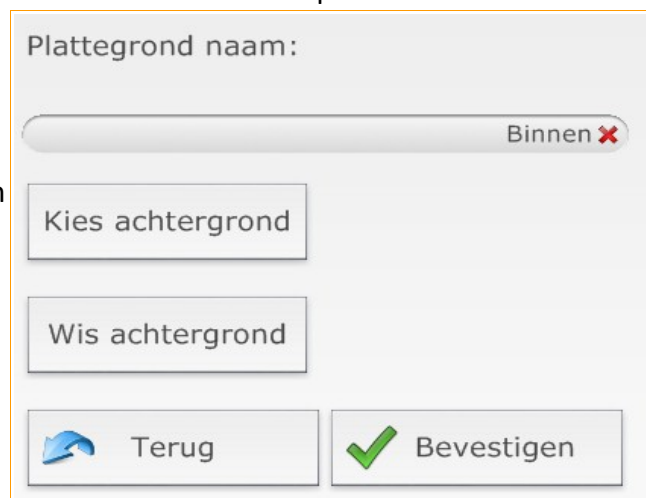 Plattegrond naam:
Binnen
Kies achtergrond
Wis achtergrond
Terug
Bevestigen